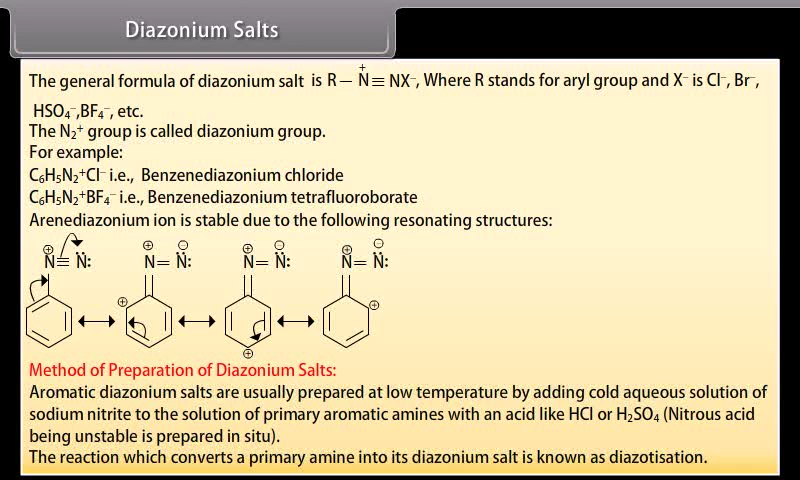 Diazonium Salts
The general formula of diazonium salt is R – N⁺ ≡ NX⁻, Where R stands for aryl group and X⁻ is Cl⁻, Br⁻,
HSO₄⁻,BF₄⁻, etc.
The N₂⁺ group is called diazonium group.
For example:
C₆H₅N₂⁺Cl⁻ i.e., Benzenediazonium chloride
C₆H₅N₂⁺BF₄⁻ i.e., Benzenediazonium tetrafluoroborate
Arenediazonium ion is stable due to the following resonating structures:
⊕ ⊕ ⊖ ⊕ ⊖ ⊕ ⊖
N≡ N: N= N: N= N: N= N:
⊕ ⊕
⊕
Method of Preparation of Diazonium Salts:
Aromatic diazonium salts are usually prepared at low temperature by adding cold aqueous solution of
sodium nitrite to the solution of primary aromatic amines with an acid like HCl or H₂SO₄ (Nitrous acid
being unstable is prepared in situ).
The reaction which converts a primary amine into its diazonium salt is known as diazotisation.